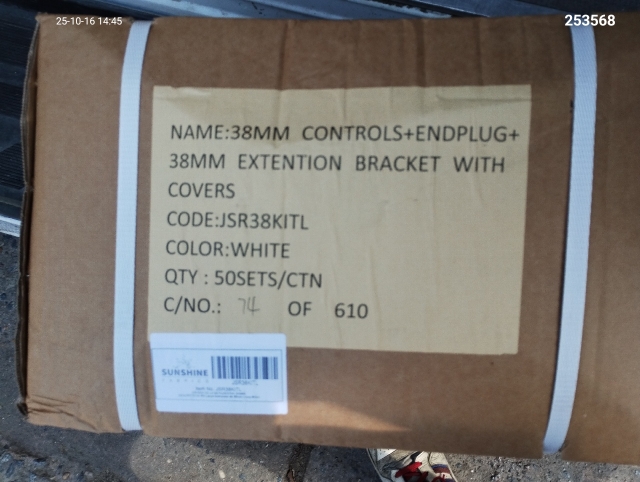 25-10-16 14:45
253568
NAME:38MM CONTROLS+ENDPLUG+
38MM EXTENTION BRACKET WITH
COVERS
CODE:JSR38KITL
COLOR:WHITE
QTY : 50SETS/CTN
C/NO.: 74 OF 610
SUNSHINE